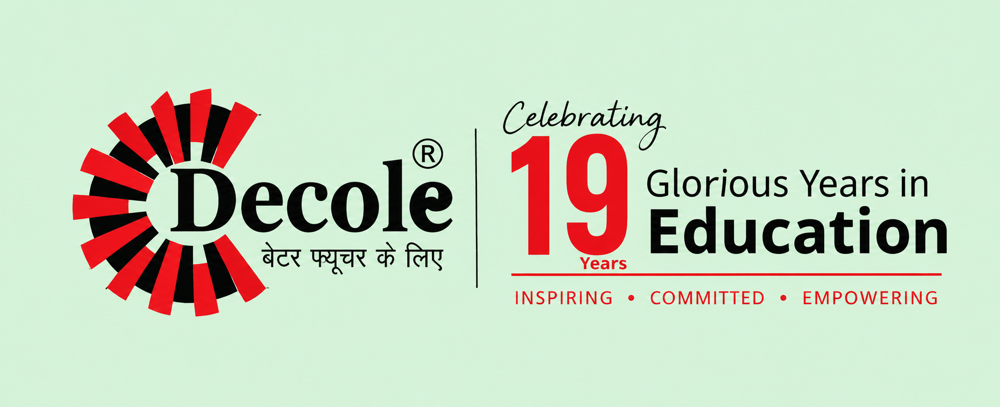 Decole®
बेटर फ्यूचर के लिए
Celebrating
19
Years
Glorious Years in
Education
INSPIRING • COMMITTED • EMPOWERING